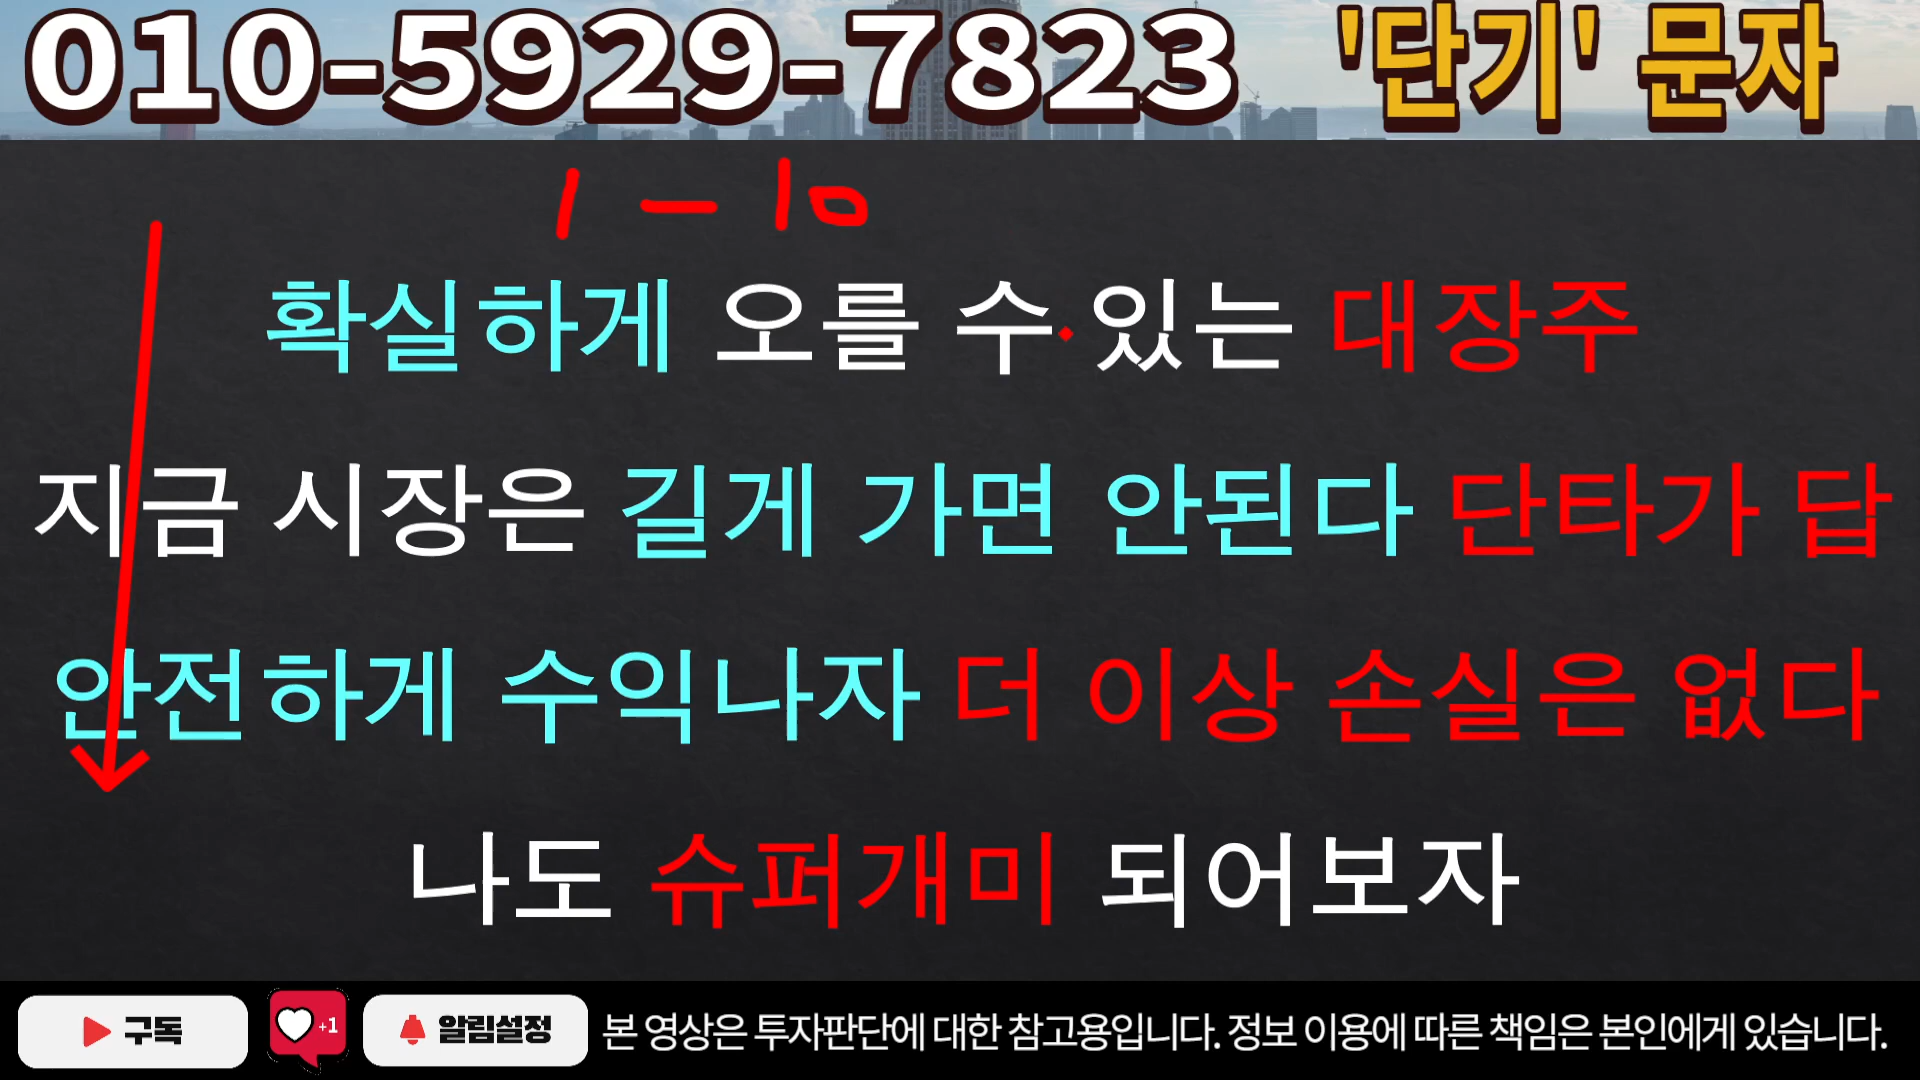 010-5929-7823 '단기' 문자
1 - 10
확실하게 오를 수 있는 대장주
지금 시장은 길게 가면 안된다 단타가 답
안전하게 수익나자 더 이상 손실은 없다
나도 슈퍼개미 되어보자
구독 +1 알림설정 본 영상은 투자판단에 대한 참고용입니다. 정보 이용에 따른 책임은 본인에게 있습니다.